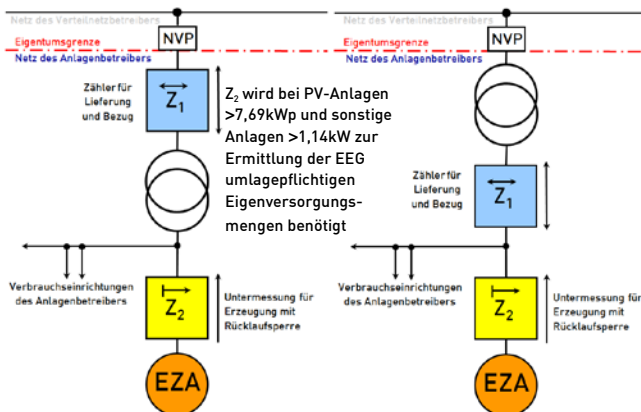 Netz des Verteilnetzbetreibers
Eigentumsgrenze
NVP
Netz des Anlagenbetreibers
Zähler für
Lieferung
und Bezug
Z1
Z2 wird bei PV-Anlagen
>7,69kWp und sonstige
Anlagen >1,14kW zur
Ermittlung der EEG
umlagepflichtigen
Eigenversorgungs-
mengen benötigt
Verbrauchseinrichtungen
des Anlagenbetreibers
Z2
Untermessung für
Erzeugung mit
Rücklaufsperre
EZA
Netz des Verteilnetzbetreibers
Eigentumsgrenze
NVP
Netz des Anlagenbetreibers
Zähler für
Lieferung
und Bezug
Z1
Verbrauchseinrichtungen
des Anlagenbetreibers
Z2
Untermessung für
Erzeugung mit
Rücklaufsperre
EZA